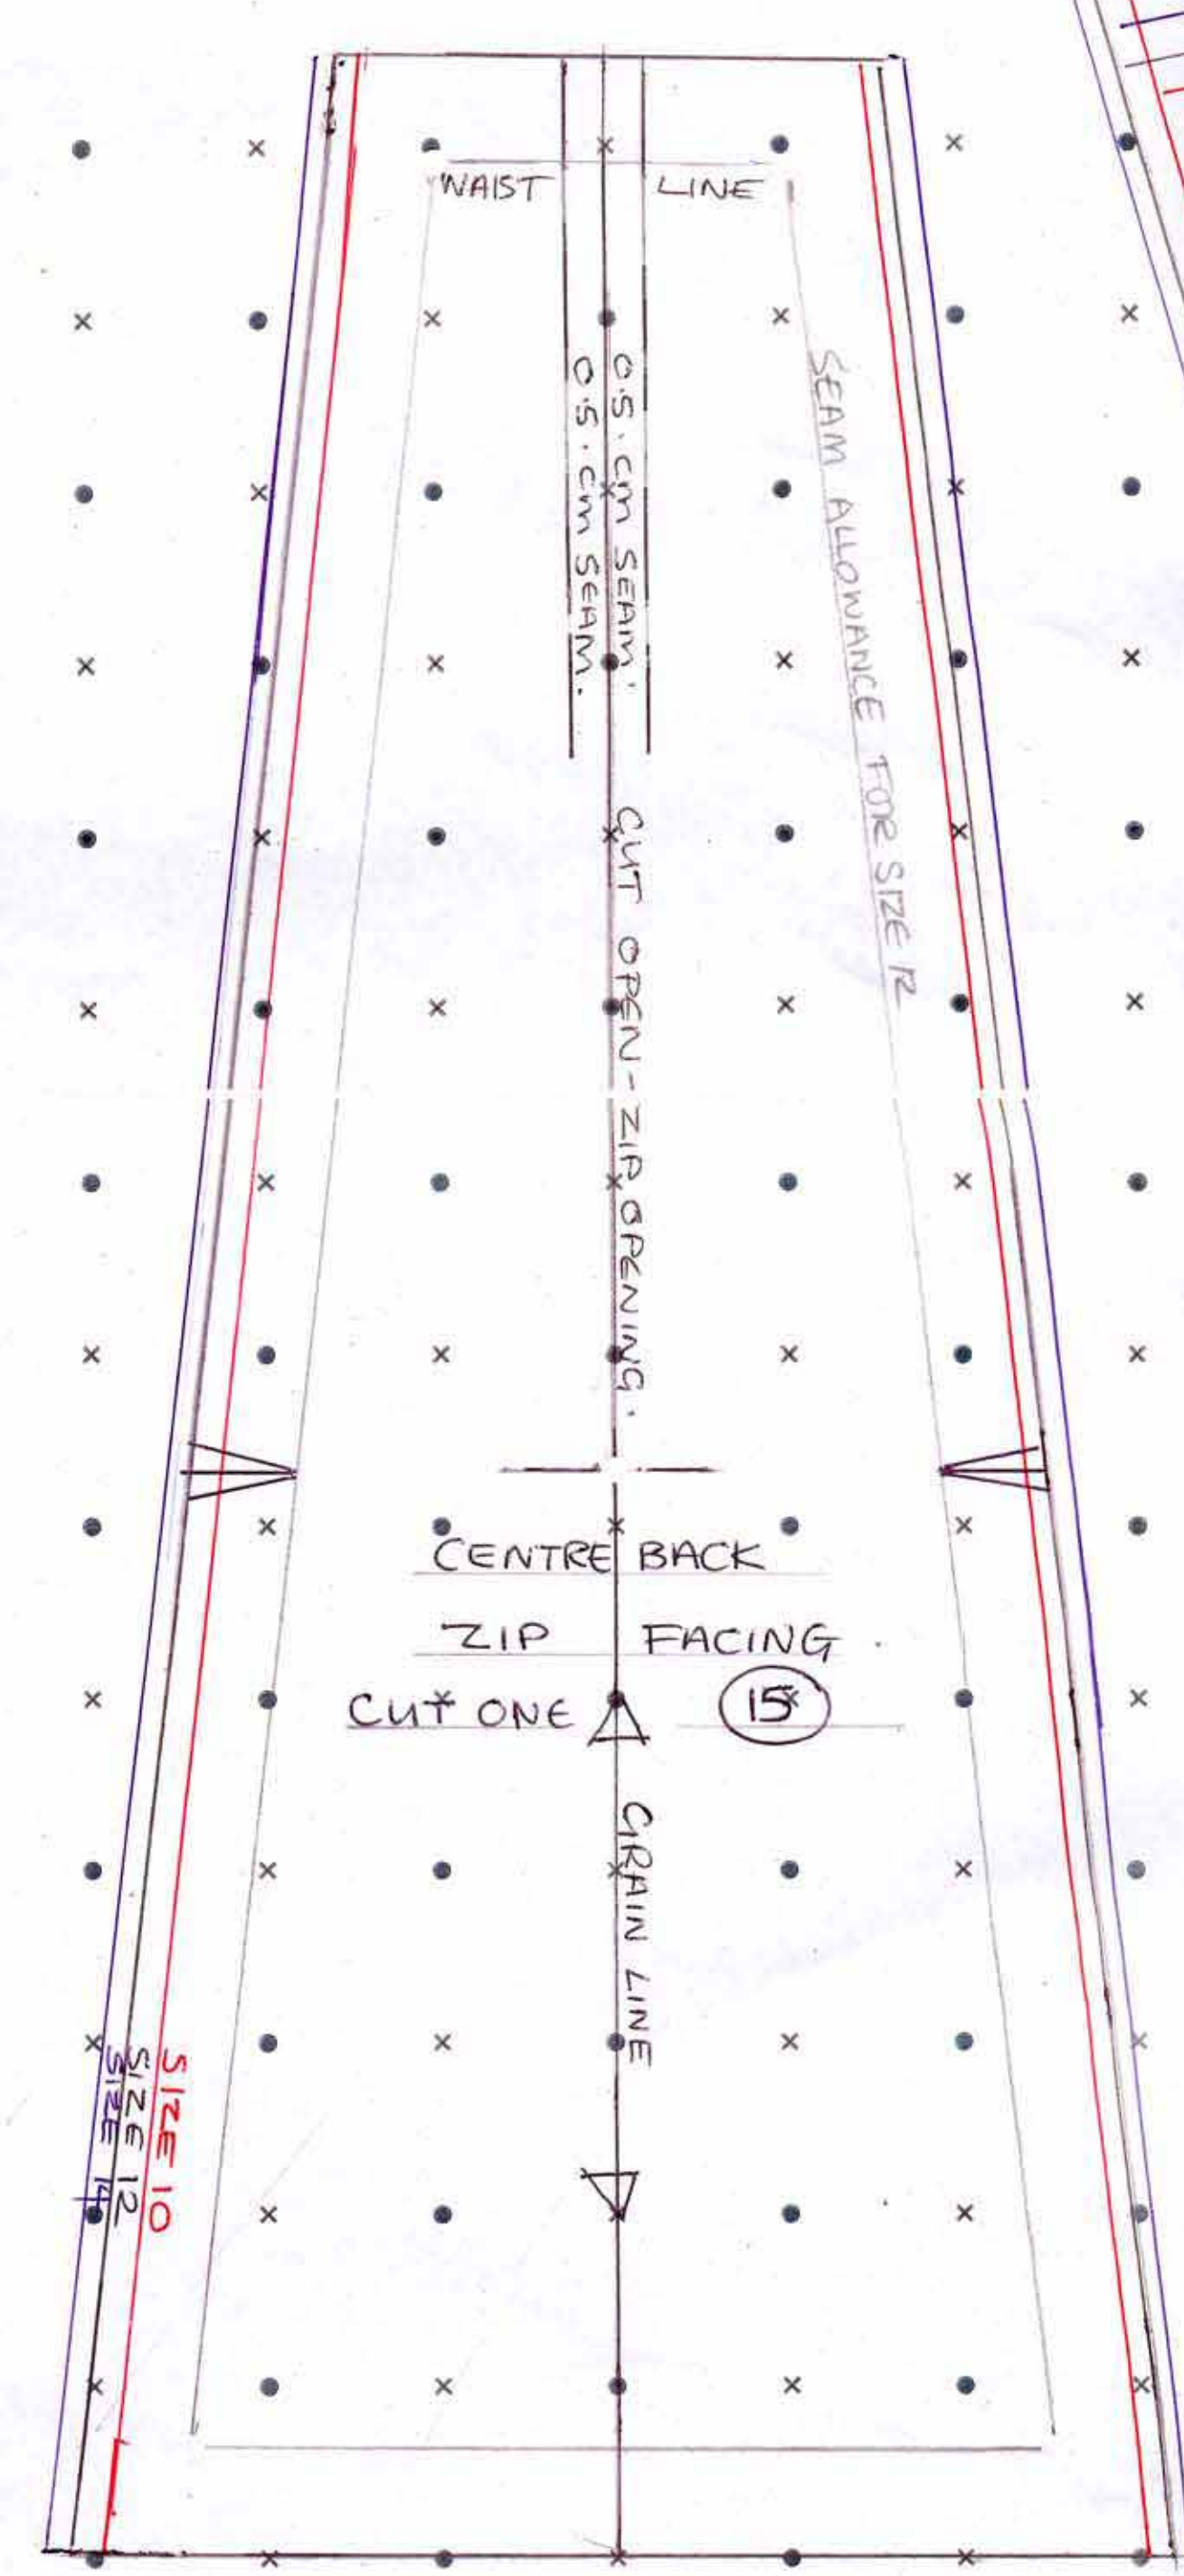 WAIST LINE
0.5.cm SEAM.
0.5.cm SEAM.
SEAM ALLOWANCE FOR SIZE 12
CUT OPEN-ZIP OPENING.
CENTRE BACK
ZIP FACING.
CUT ONE 15
GRAIN LINE
SIZE 10
SIZE 12
SIZE 14